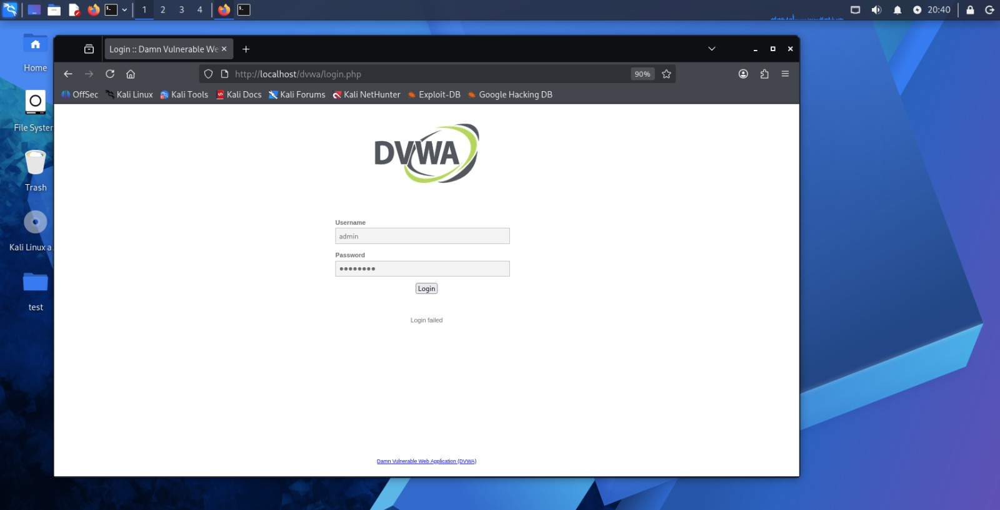 1 2 3 4 20:40
Home
File System
Trash
Kali Linux a
test
Login :: Damn Vulnerable We
http://localhost/dvwa/login.php 90%
OffSec Kali Linux Kali Tools Kali Docs Kali Forums Kali NetHunter Exploit-DB Google Hacking DB
DVWA
Username
admin
Password
Login
Login failed
Damn Vulnerable Web Application (DVWA)